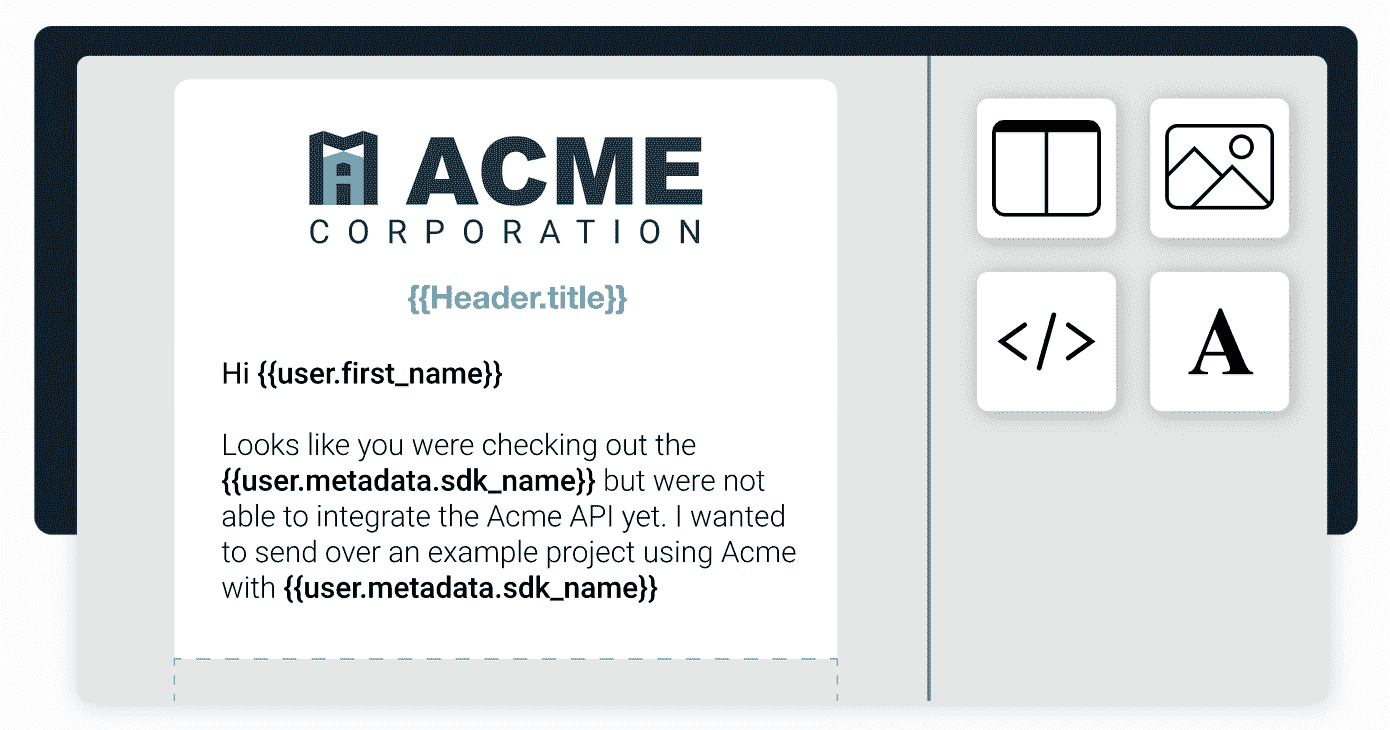 ACME
CORPORATION
{{Header.title}}
Hi {{user.first_name}}
Looks like you were checking out the
{{user.metadata.sdk_name}} but were not
able to integrate the Acme API yet. I wanted
to send over an example project using Acme
with {{user.metadata.sdk_name}}
</>
A